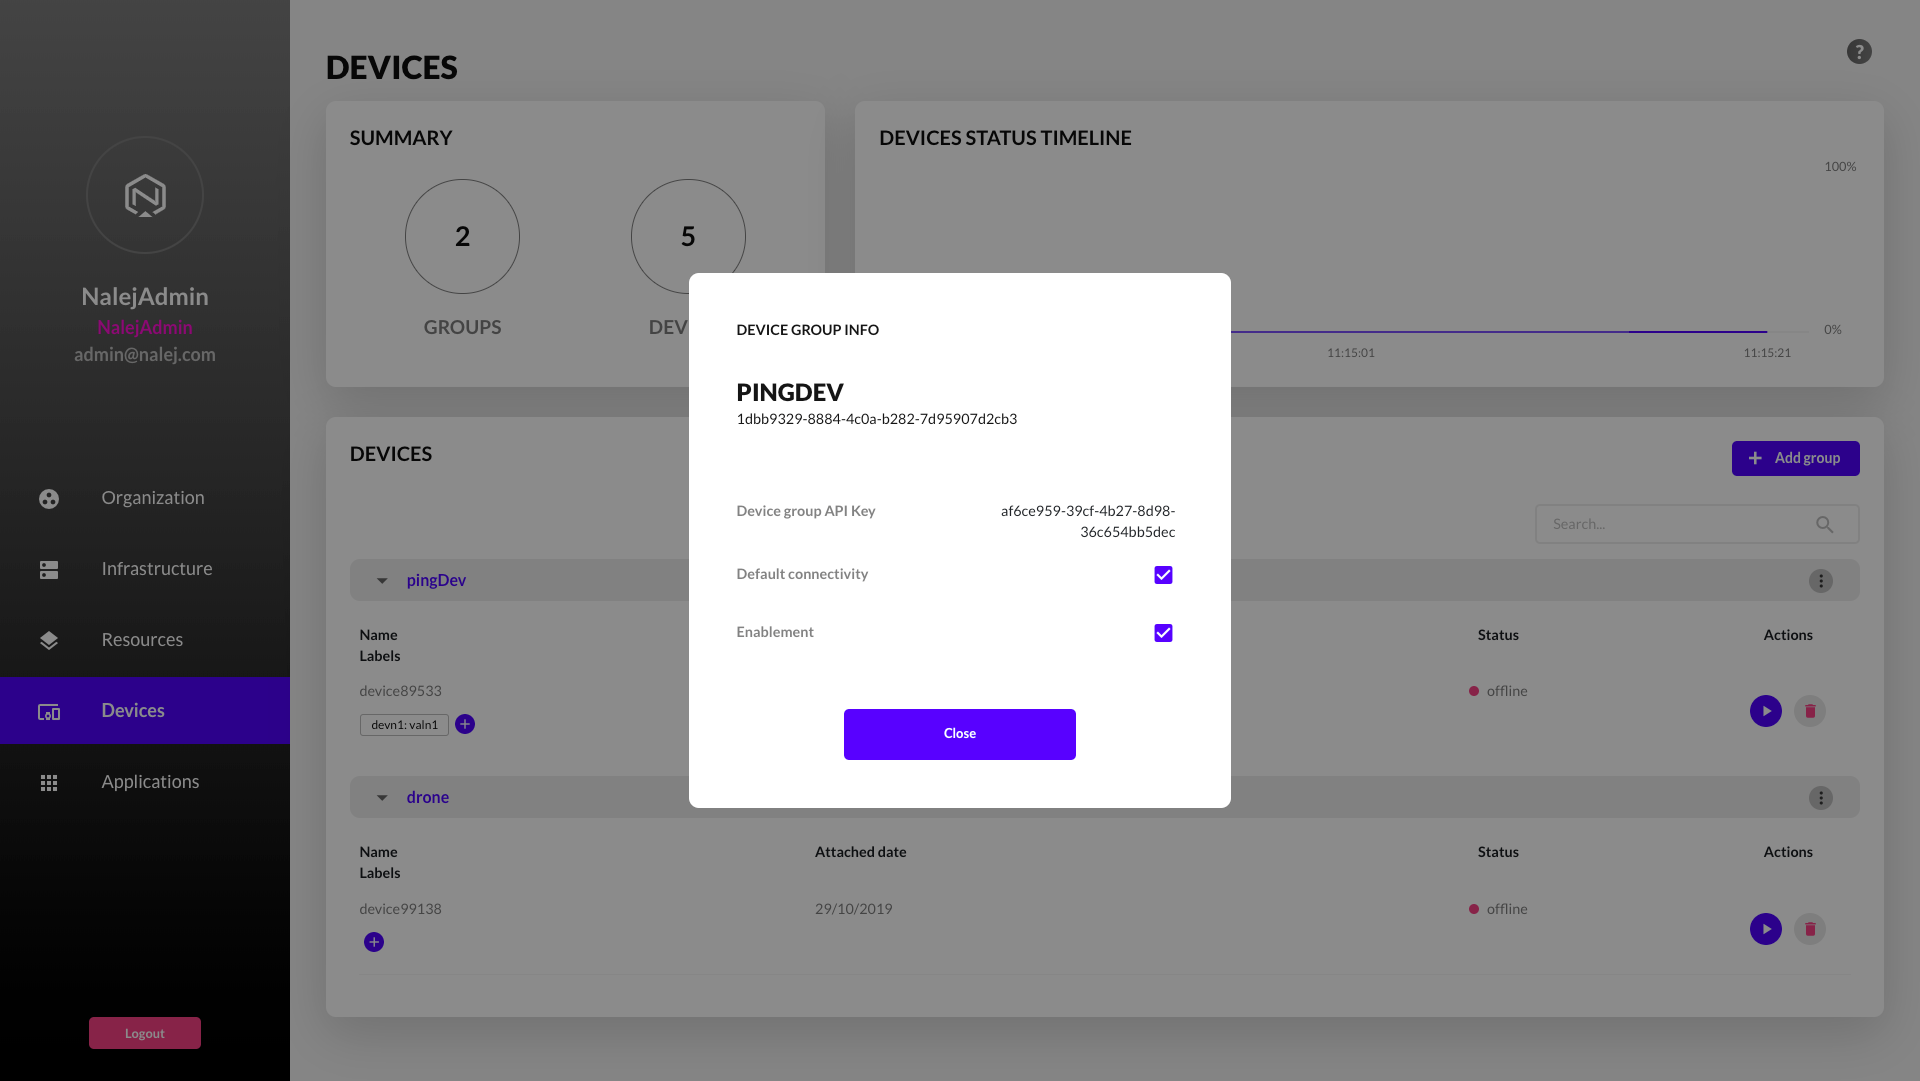 DEVICES
?
NalejAdmin
NalejAdmin
admin@nalej.com
Organization
Infrastructure
Resources
Devices
Applications
Logout
SUMMARY
2
5
GROUPS
DEV
DEVICES STATUS TIMELINE
100%
0%
11:15:01
11:15:21
DEVICE GROUP INFO
PINGDEV
1dbb9329-8884-4c0a-b282-7d95907d2cb3
Device group API Key
af6ce959-39cf-4b27-8d98-
36c654bb5dec
Default connectivity
Enablement
Close
DEVICES
Add group
Search...
pingDev
Name
Labels
Status
Actions
device89533
offline
devn1: valn1
drone
Name
Labels
Attached date
Status
Actions
device99138
29/10/2019
offline